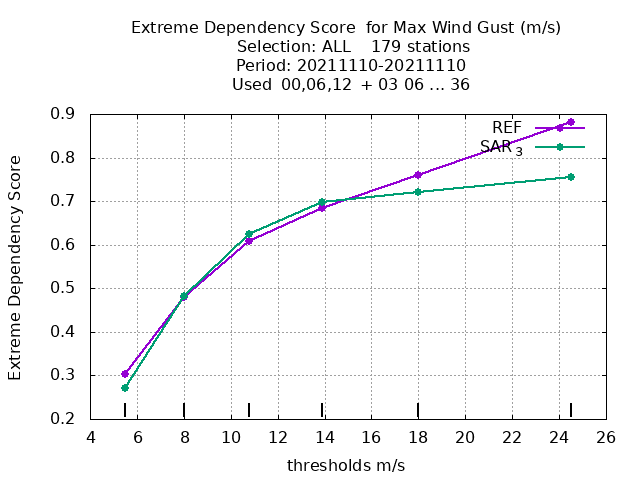 Extreme Dependency Score  for Max Wind Gust (m/s)
Selection: ALL    179 stations
Period: 20211110-20211110
Used  00,06,12  + 03 06 ... 36
REF
SAR 3
0.9
0.8
0.7
0.6
0.5
0.4
0.3
0.2
Extreme Dependency Score
4 6 8 10 12 14 16 18 20 22 24 26
thresholds m/s